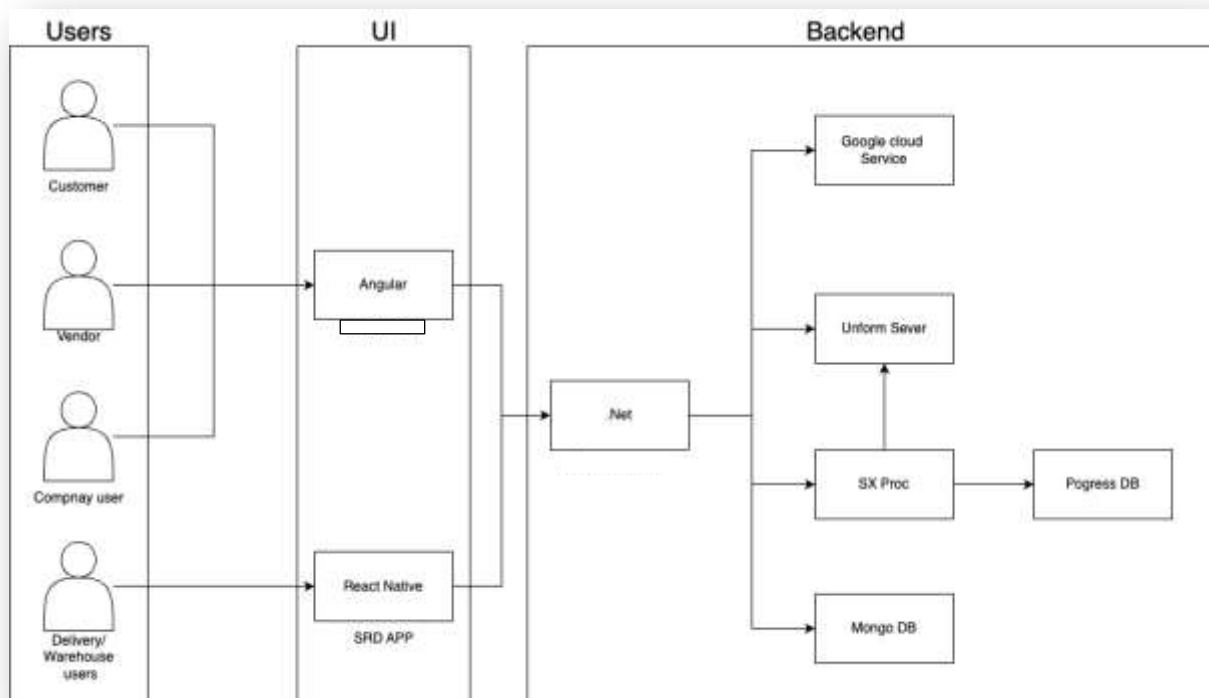 Users
UI
Backend
Customer
Vendor
Compnay user
Delivery/
Warehouse
users
Angular
React Native
SRD APP
.Net
Google cloud
Service
Unform Sever
SX Proc
Pogress DB
Mongo DB